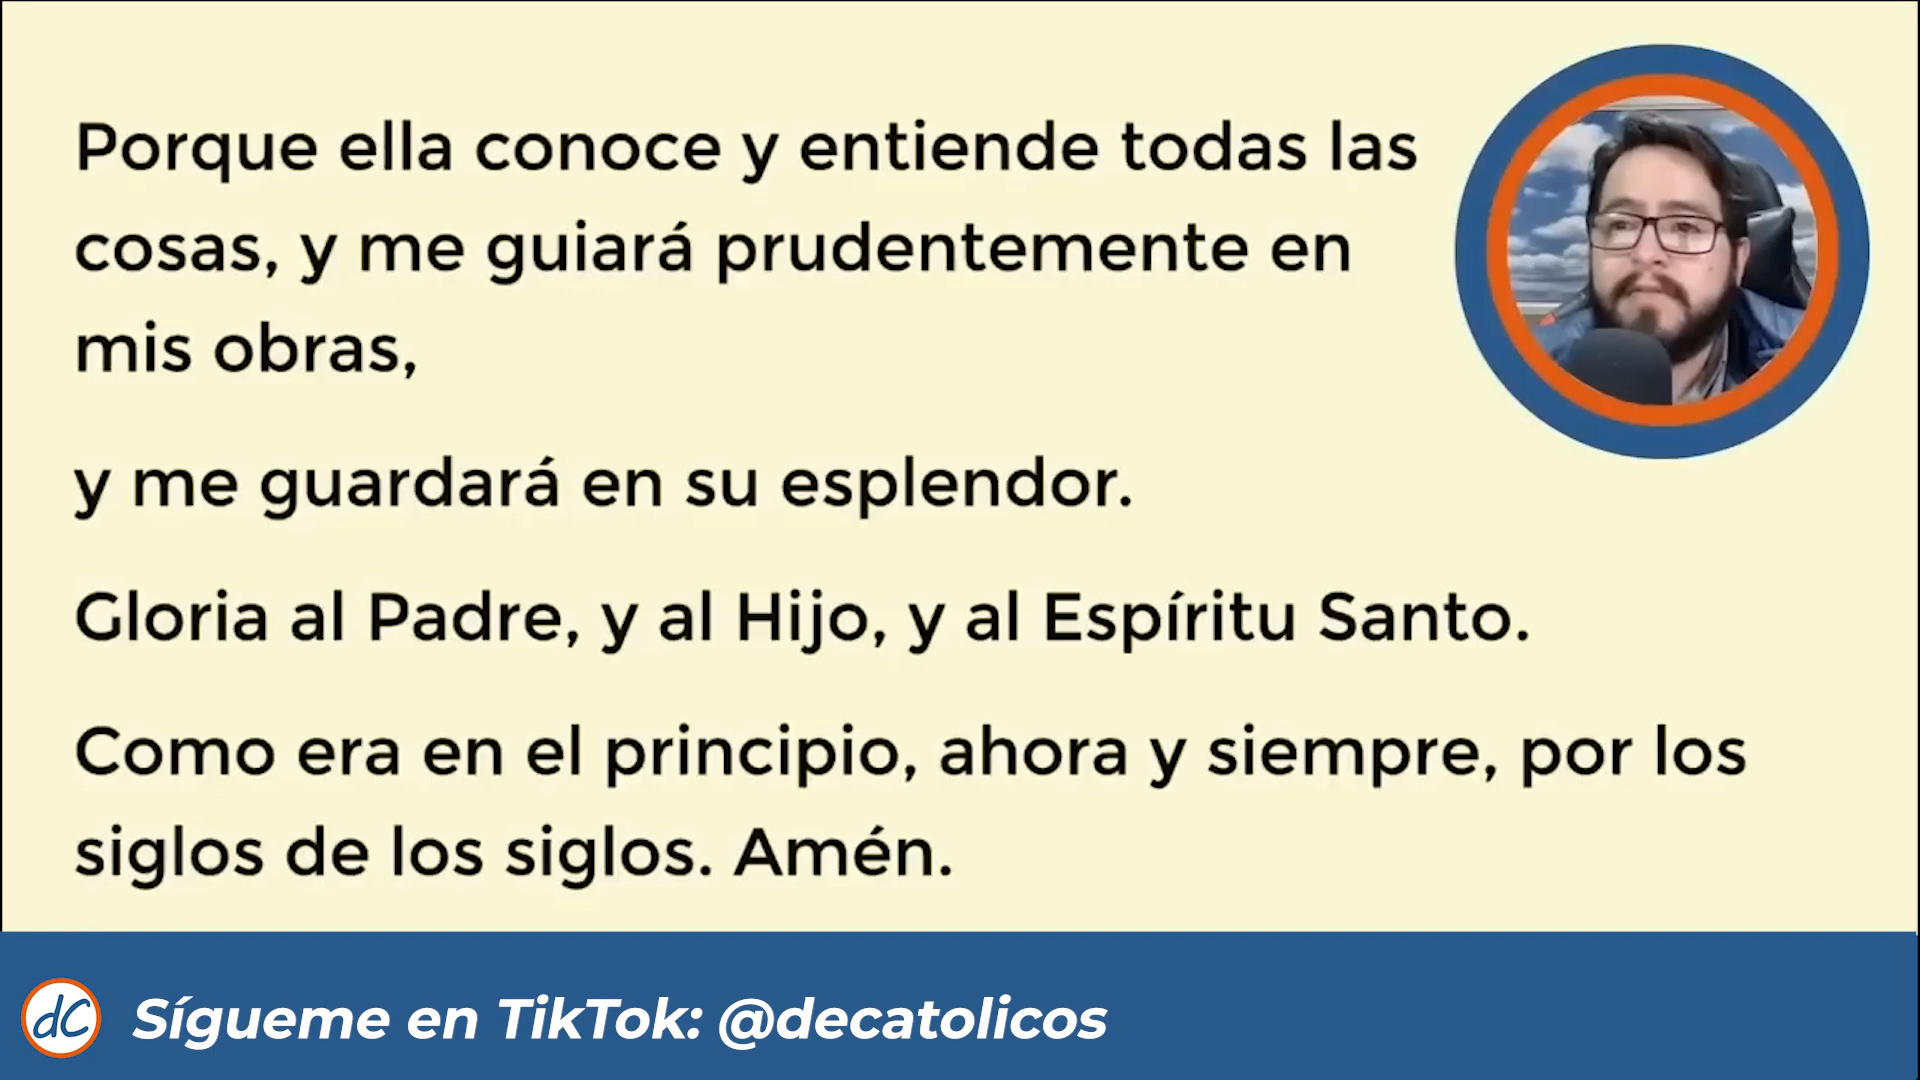 Porque ella conoce y entiende todas las
cosas, y me guiará prudentemente en
mis obras,
y me guardará en su esplendor.
Gloria al Padre, y al Hijo, y al Espíritu Santo.
Como era en el principio, ahora y siempre, por los
siglos de los siglos. Amén.
dC Sígueme en TikTok: @decatolicos